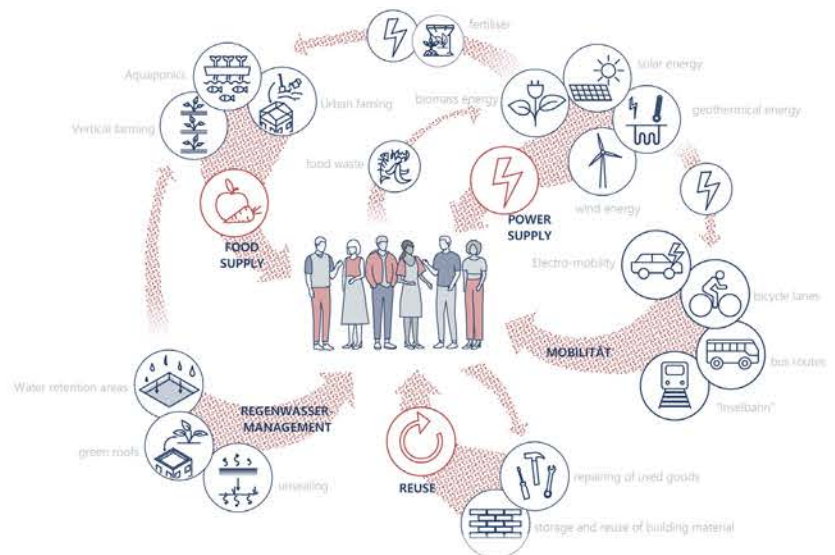 fertiliser
Aquaponics
solar energy
Urban faming
biomass energy
geothermical energy
Vertical farming
food waste
wind energy
POWER
SUPPLY
FOOD
SUPPLY
Electro-mobility
bicycle lanes
MOBILITÄT
bus routes
Water retention areas
"Inselbahn"
REGENWASSER-
MANAGEMENT
green roofs
unsealing
REUSE
repairing of used goods
storage and reuse of building material